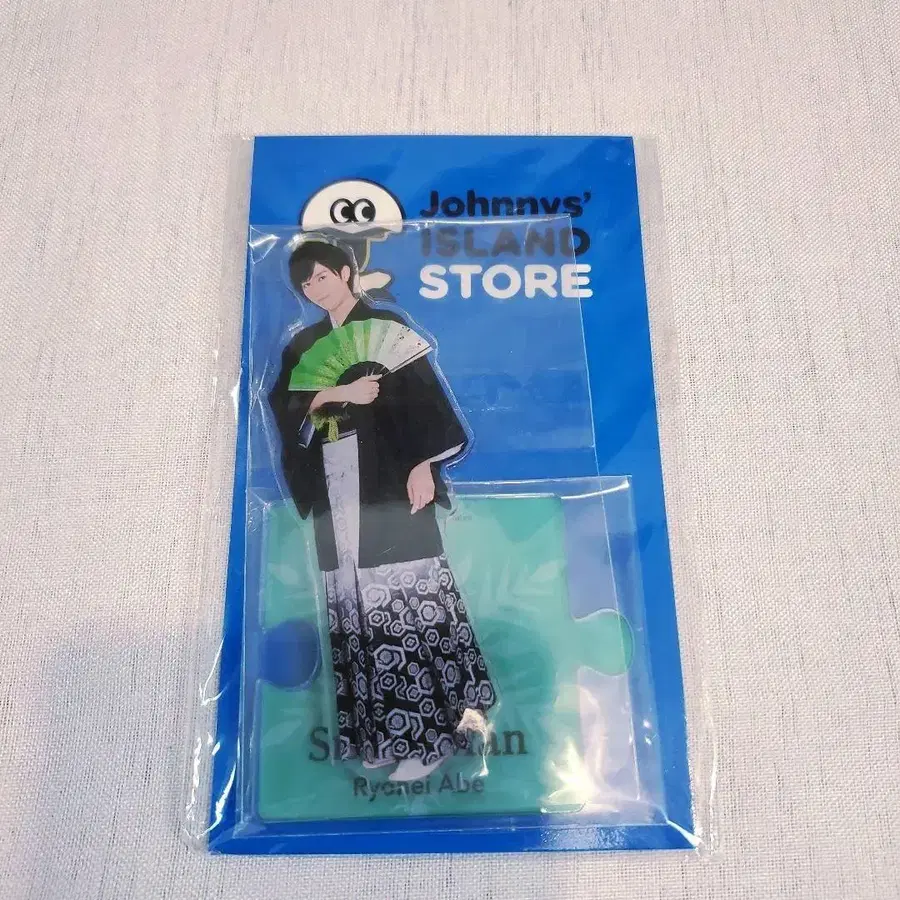 Johnnys'
ISLAND
STORE
Ryohei Abe